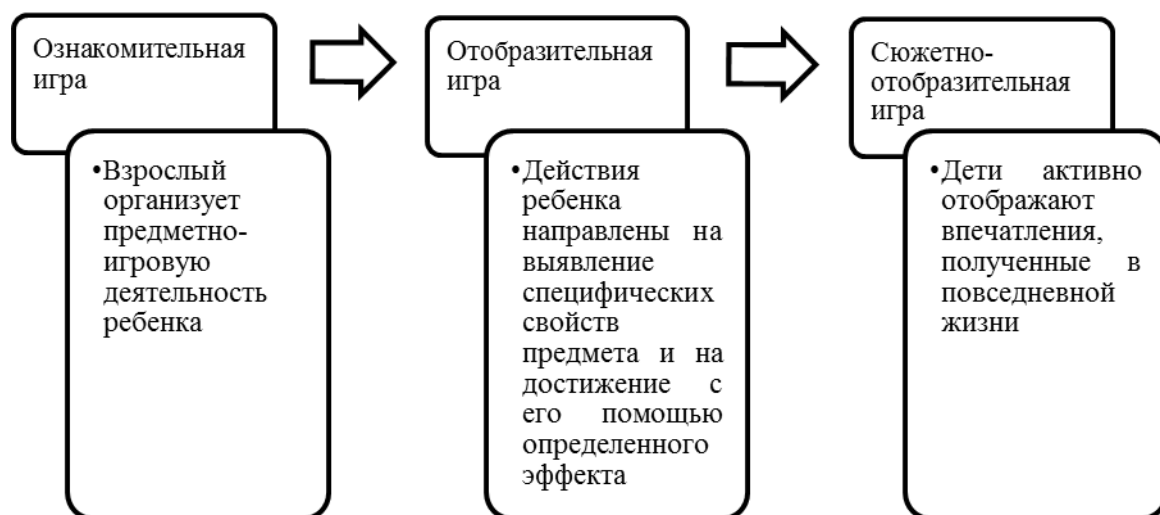 Ознакомительная
игра
•Взрослый
организует
предметно-
игровую
деятельность
ребенка
Отобразительная
игра
•Действия
ребенка
направлены на
выявление
специфических
свойств
предмета и на
достижение с
его помощью
определенного
эффекта
Сюжетно-
отобразительная
игра
•Дети активно
отображают
впечатления,
полученные в
повседневной
жизни